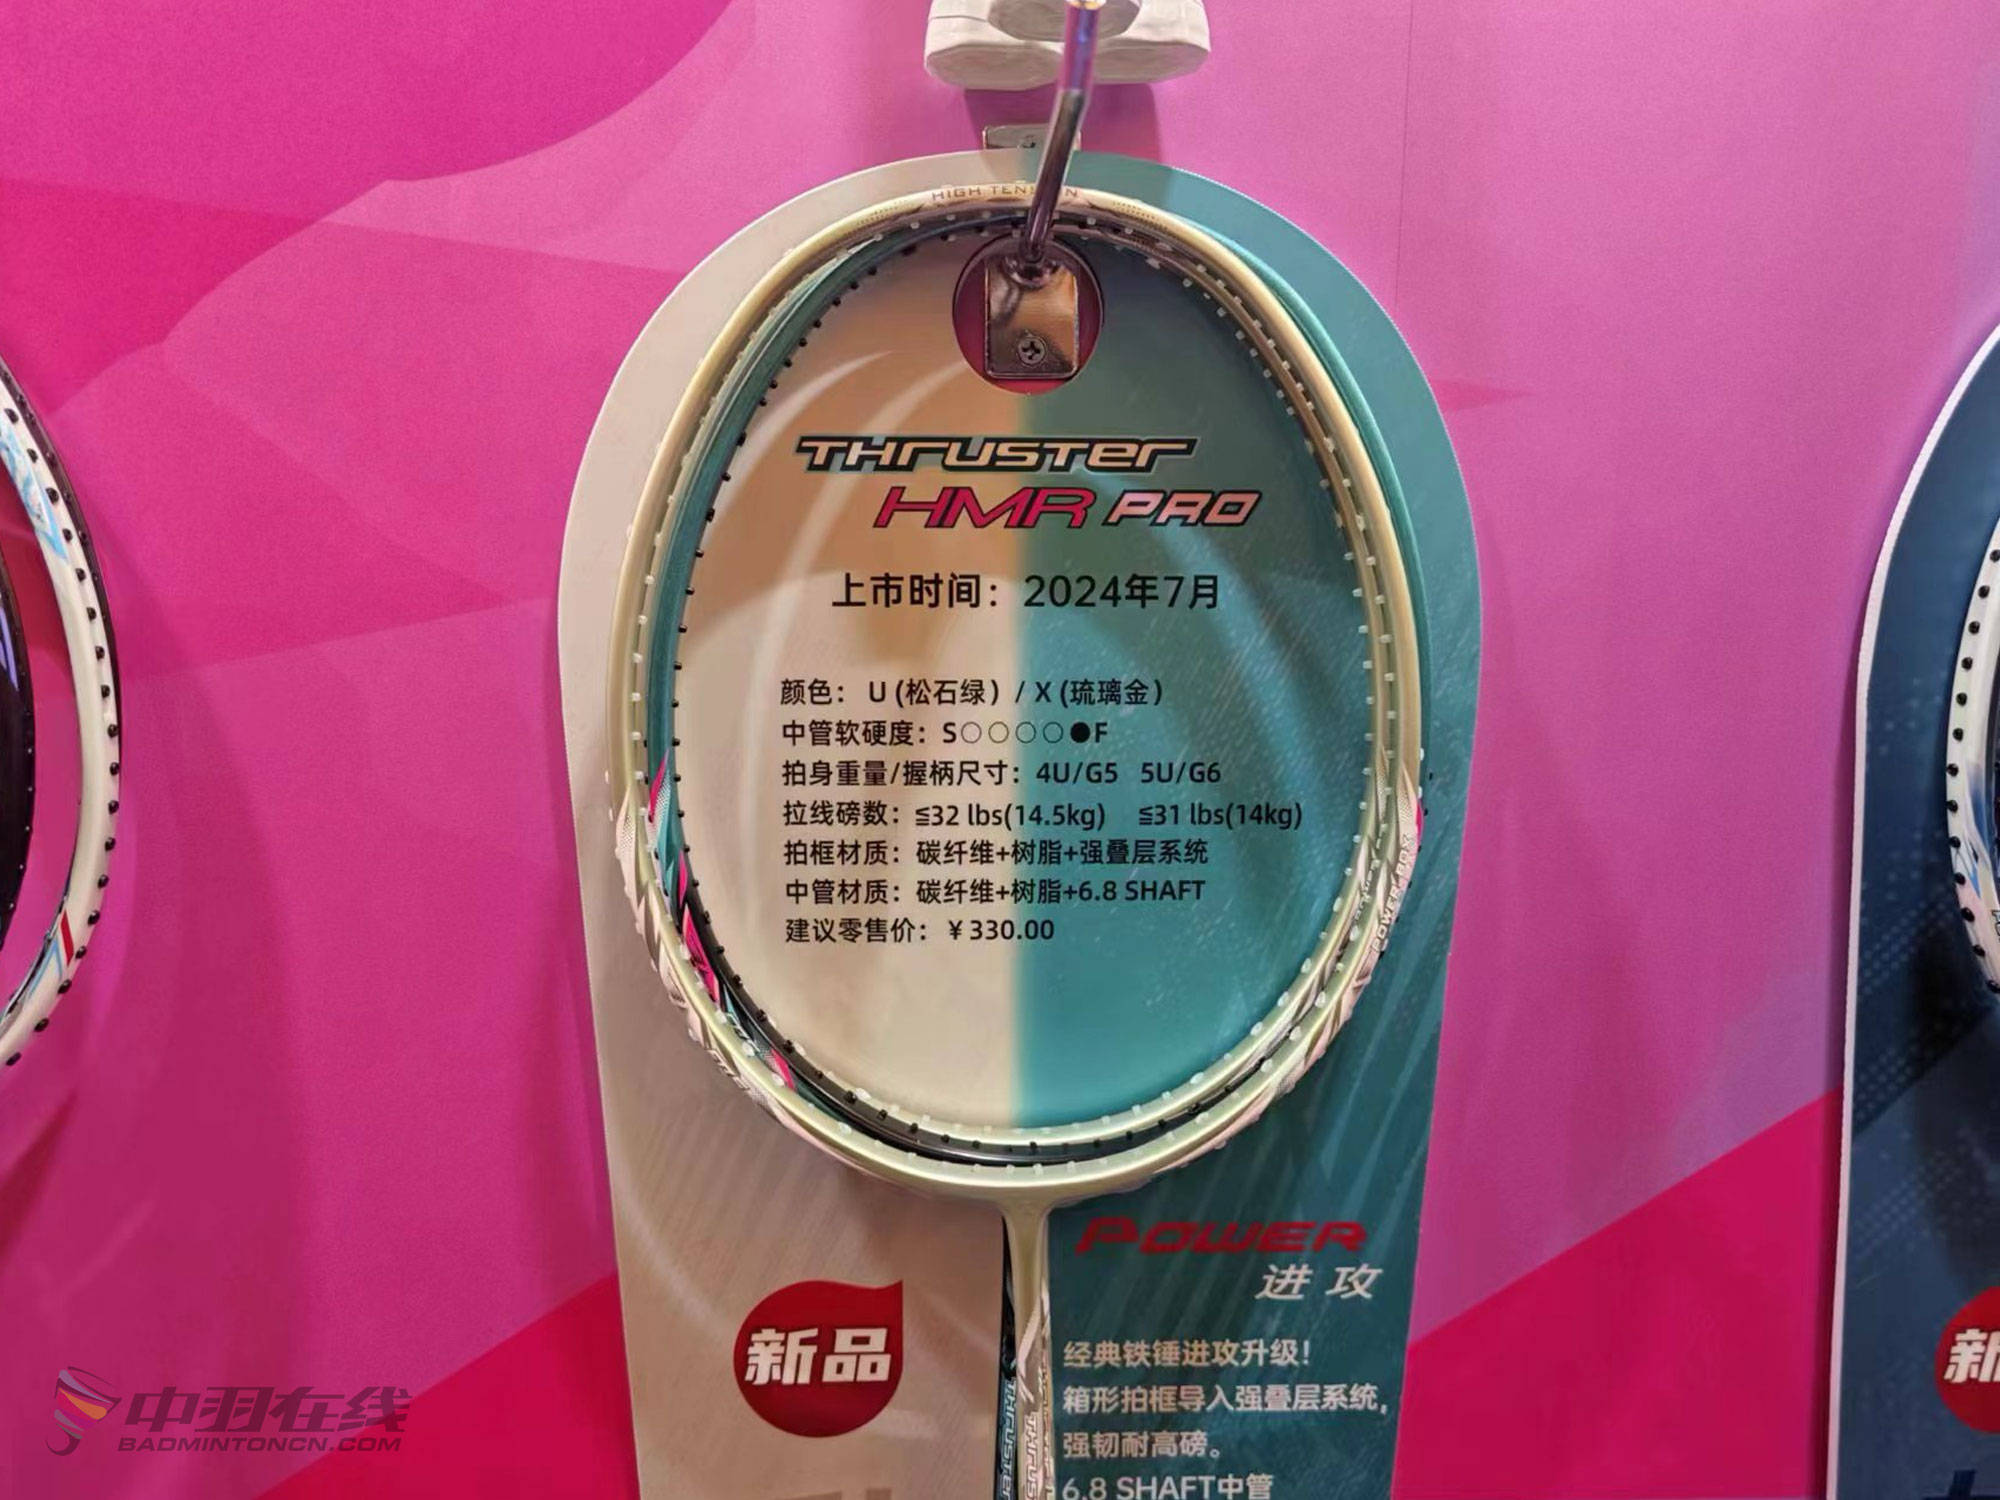 HIGH TENSION
THRUSTER
HMR PRO
上市时间：2024年7月
颜色： U (松石绿) / X (琉璃金)
中管软硬度：S○○○○●F
拍身重量/握柄尺寸：4U/G5 5U/G6
拉线磅数：≦32 lbs(14.5kg) ≦31 lbs(14kg)
拍框材质：碳纤维+树脂+强叠层系统
中管材质：碳纤维+树脂+6.8 SHAFT
建议零售价：￥330.00
POWER BOX
POWER
进攻
新品
经典铁锤进攻升级！
箱形拍框导入强叠层系统，
强韧耐高磅。
6.8 SHAFT中管
THRUSTER
新
中羽在线
BADMINTONCN.COM